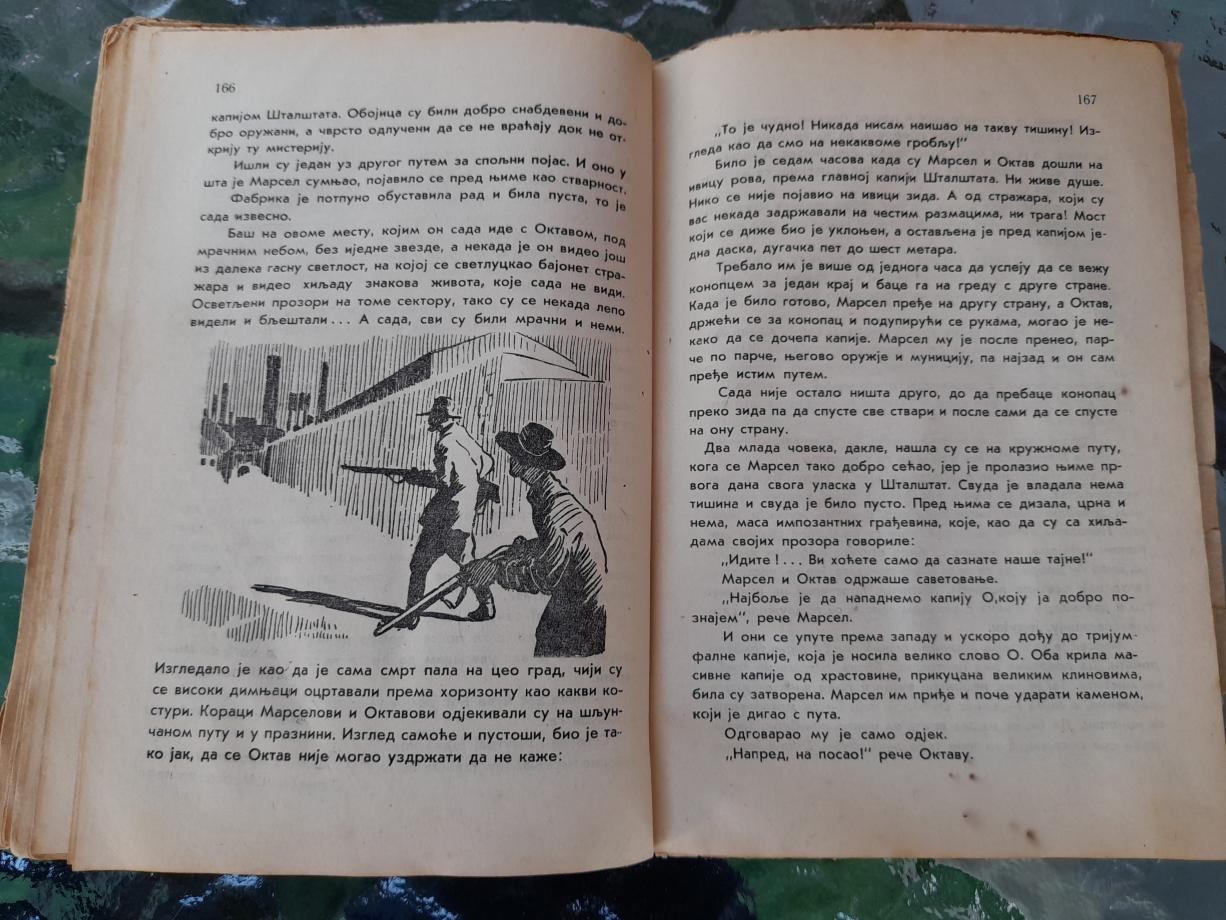 166
капијом Шталштата. Обојица су били добро снабдевени и до-
бро оружани, а чврсто одлучени да се не враћају док не от-
крију ту мистерију.
Ишли су један уз другог путем за спољни појас. И оно у
шта је Марсел сумњао, појавило се пред њиме као стварност.
Фабрика је потпуно обуставила рад и била пуста, то је
сада извесно.
Баш на овоме месту, којим он сада иде с Октавом, под
мрачним небом, без иједне звезде, а некада је он видео још
из далека гасну светлост, на којој се светлуцкао бајонет стра-
жара и видео хиљаду знакова живота, које сада не види.
Осветљени прозори на томе сектору, тако су се некада лепо
видели и бљештали... А сада, сви су били мрачни и неми.
Изгледало је као да је сама смрт пала на цео град, чији су
се високи димњаци оцртавали према хоризонту као какви ко-
стури. Кораци Марселови и Октавови одјекивали су на шљун-
чаном путу и у празнини. Изглед самоће и пустоши, био је та-
ко јак, да се Октав није могао уздржати да не каже:
167
„То је чудно! Никада нисам наишао на такву тишину! Из-
гледа као да смо на некаквоме гробљу!“
Било је седам часова када су Марсел и Октав дошли на
ивицу рова, према главној капији Шталштата. Ни живе душе.
Нико се није појавио на ивици зида. А од стражара, који су
вас некада задржавали на честим размацима, ни трага! Мост
који се диже био је уклоњен, а остављена је пред капијом је-
дна даска, дугачка пет до шест метара.
Требало им је више од једнога часа да успеју да се вежу
конопцем за један крај и баце га на греду с друге стране.
Када је било готово, Марсел пређе на другу страну, а Октав,
држећи се за конопац и подупирући се рукама, могао је не-
како да се дочепа капије. Марсел му је после пренео, пар-
че по парче, његово оружје и муницију, па најзад и он сам
пређе истим путем.
Сада није остало ништа друго, до да пребаце конопац
преко зида па да спусте све ствари и после сами да се спусте
на ону страну.
Два млада човека, дакле, нашла су се на кружноме путу,
кога се Марсел тако добро сећао, јер је пролазио њиме пр-
вога дана свога уласка у Шталштат. Свуда је владала нема
тишина и свуда је било пусто. Пред њима се дизала, црна и
нема, маса импозантних грађевина, које, као да су са хиља-
дама својих прозора говориле:
„Идите !... Ви хоћете само да сазнате наше тајне!“
Марсел и Октав одржаше саветовање.
„Најбоље је да нападнемо капију О,коју ја добро по-
знајем“, рече Марсел.
И они се упуте према западу и ускоро дођу до тријум-
фалне капије, која је носила велико слово О. Оба крила ма-
сивне капије од храстовине, прикуцана великим клиновима,
била су затворена. Марсел им приђе и поче ударати каменом,
који је дигао с пута.
Одговарао му је само одјек.
„Напред, на посао!“ рече Октаву.